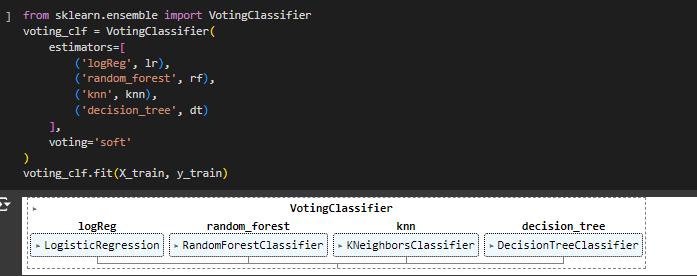 ]
from sklearn.ensemble import VotingClassifier
voting_clf = VotingClassifier(
    estimators=[
        ('logReg', lr),
        ('random_forest', rf),
        ('knn', knn),
        ('decision_tree', dt)
    ],
    voting='soft'
)
voting_clf.fit(X_train, y_train)
▸ VotingClassifier
logReg random_forest knn decision_tree
▸ LogisticRegression ▸ RandomForestClassifier ▸ KNeighborsClassifier ▸ DecisionTreeClassifier